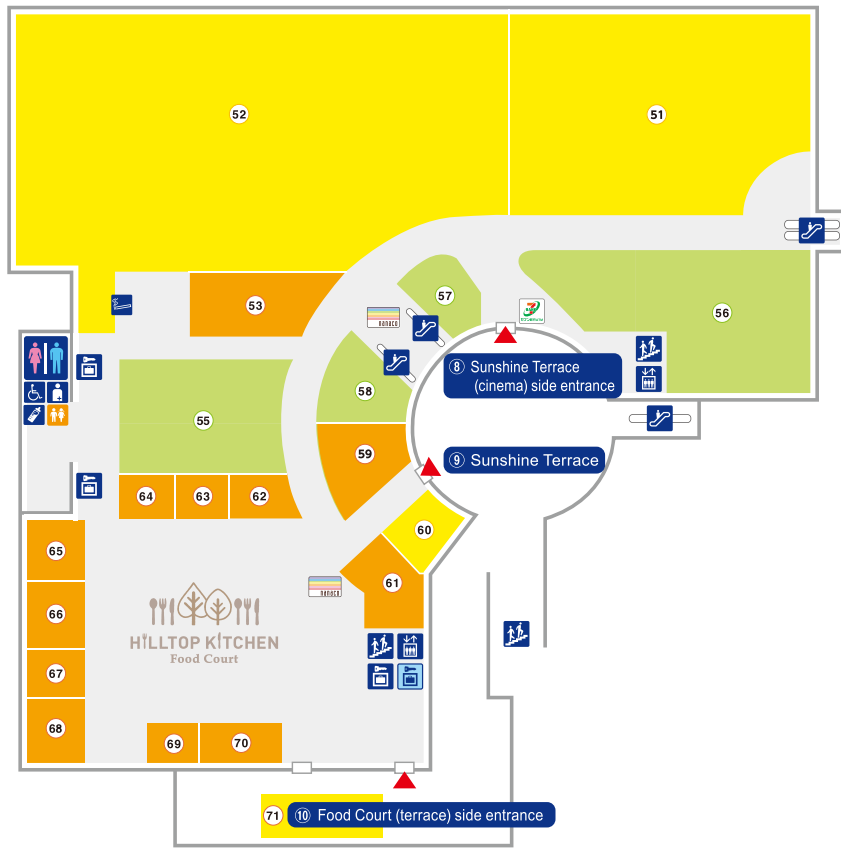 52
51
53
57
nanaco
56
⑧ Sunshine Terrace
(cinema) side entrance
58
55
59
⑨ Sunshine Terrace
64
63
62
60
65
61
nanaco
66
HILLTOP KITCHEN
Food Court
67
68
69
70
71
⑩ Food Court (terrace) side entrance